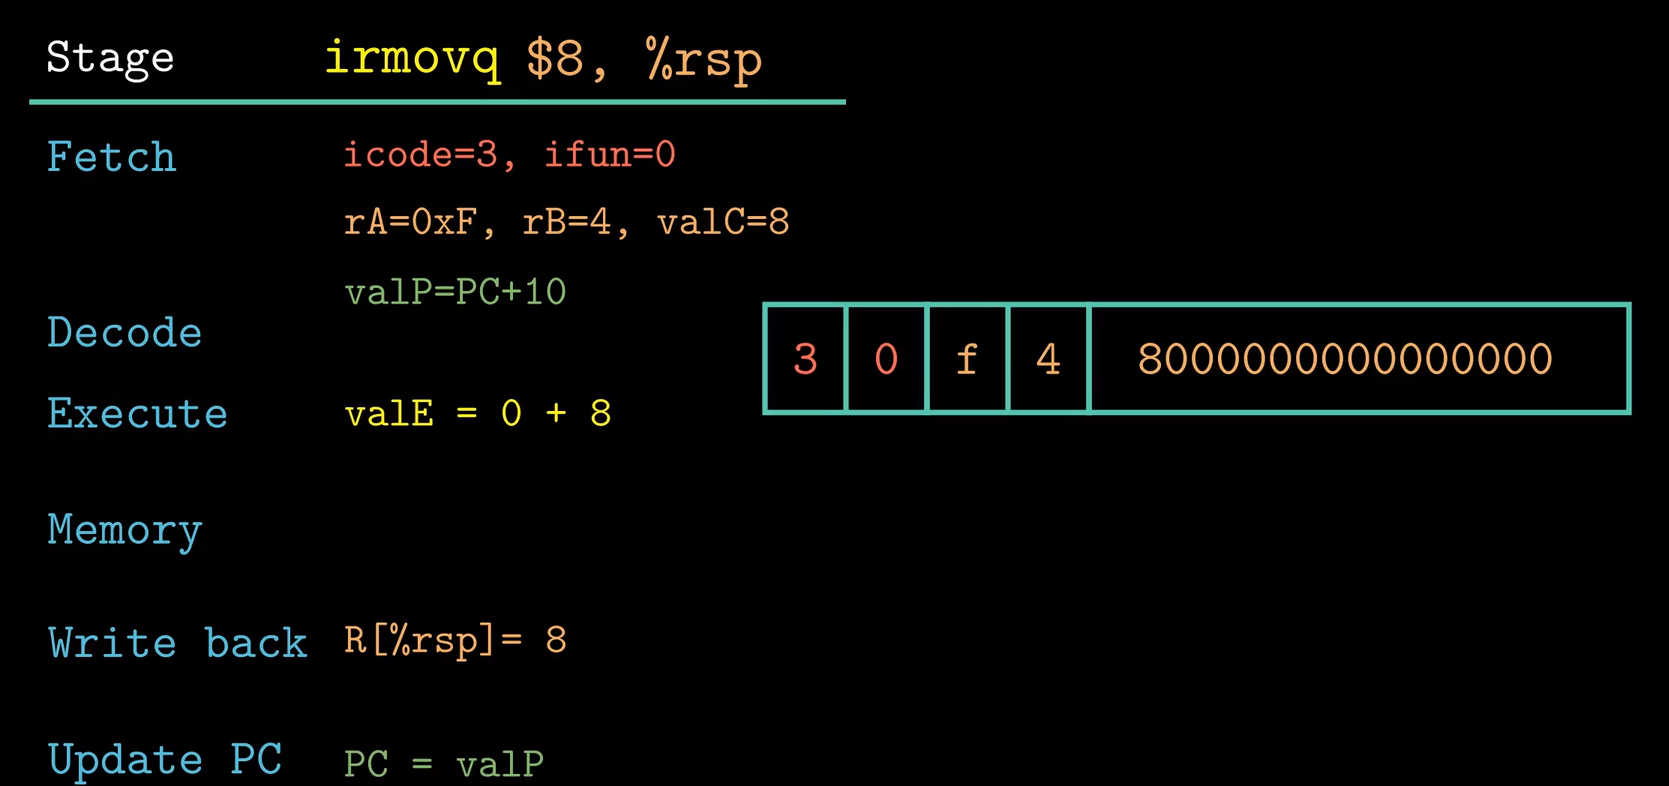 Stage irmovq $8, %rsp
Fetch icode=3, ifun=0
rA=0xF, rB=4, valC=8
valP=PC+10
Decode
3 0 f 4 8000000000000000
Execute valE = 0 + 8
Memory
Write back R[%rsp]= 8
Update PC PC = valP